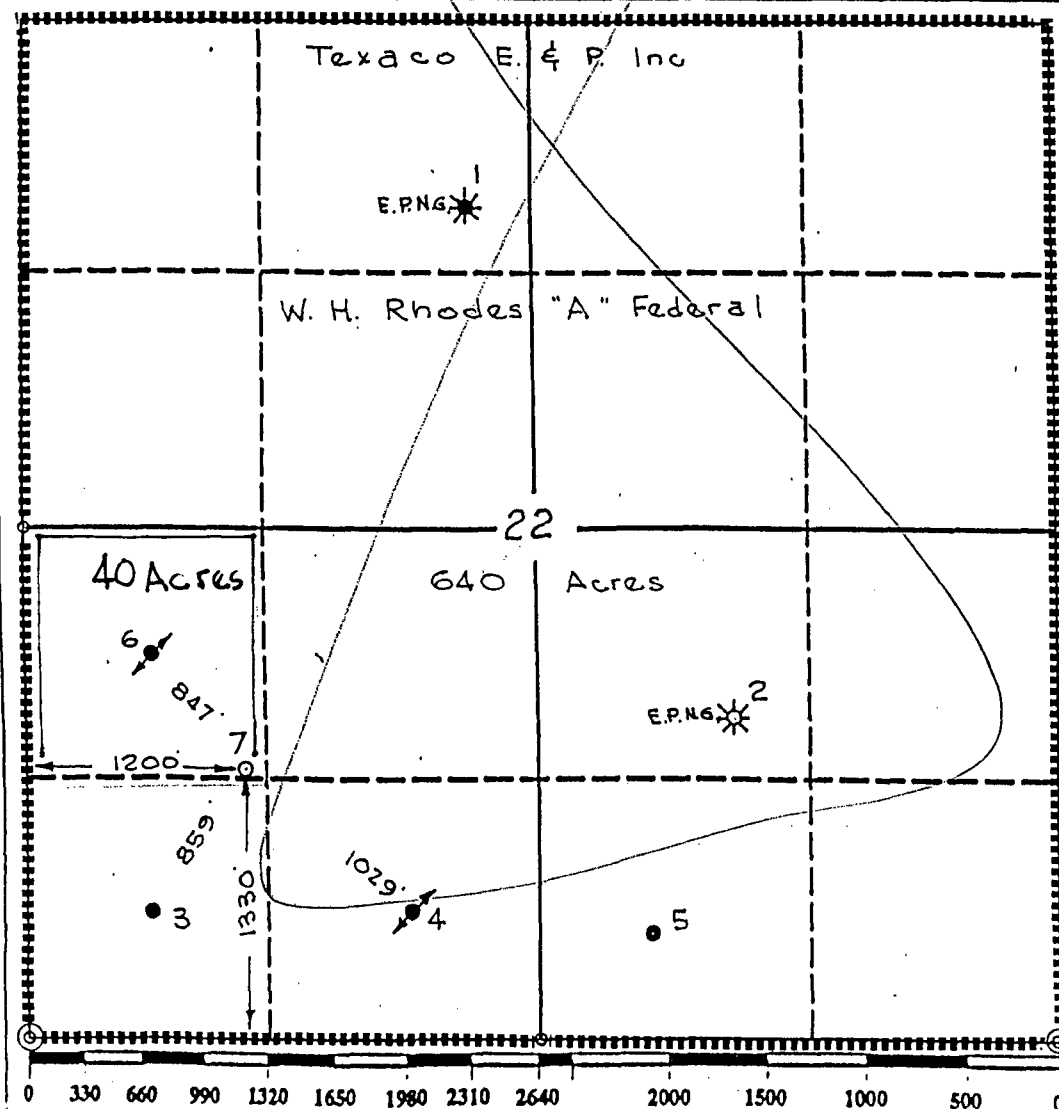 Texaco E. & P. Inc
1
E.P.N.G.
W. H. Rhodes "A" Federal
22
40 Acres
640 Acres
6
847'
2
E.P.N.G.
7
1200
859'
1029'
1330
3
4
5
0 330 660 990 1320 1650 1980 2310 2640 2000 1500 1000 500 0